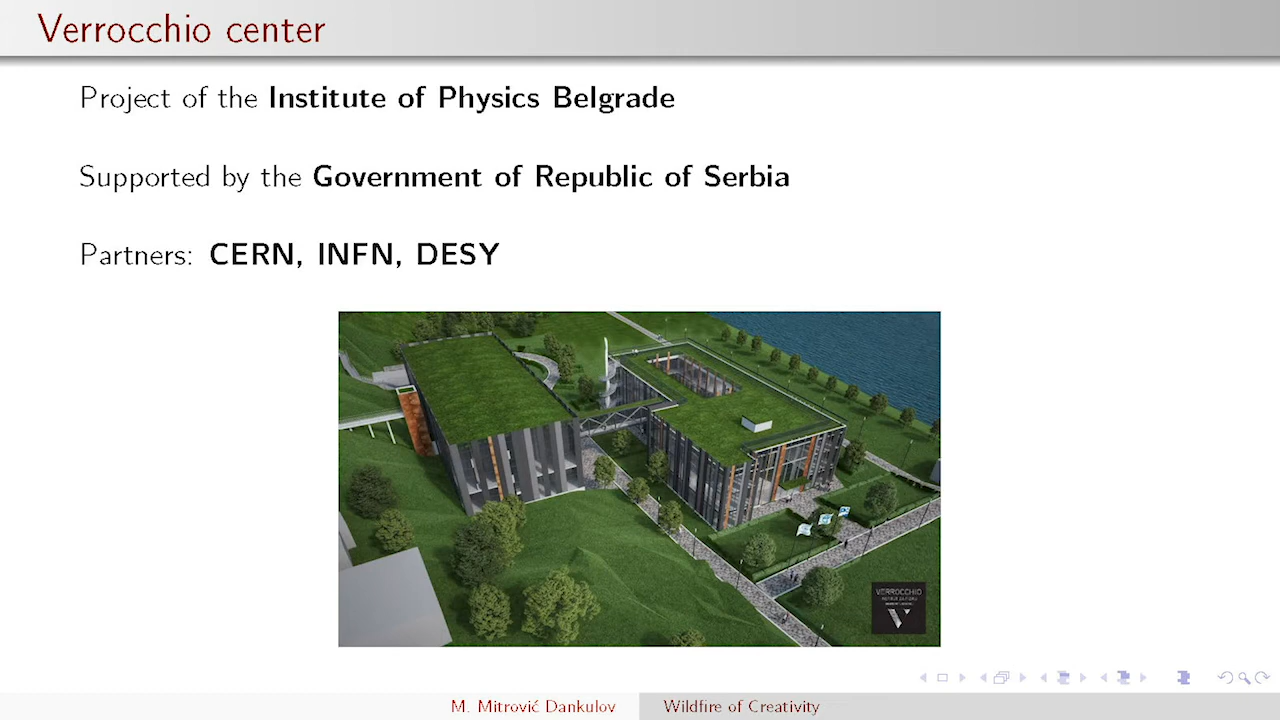 Verrocchio center
Project of the Institute of Physics Belgrade
Supported by the Government of Republic of Serbia
Partners: CERN, INFN, DESY
VERROCCHIO
M. Mitrović Dankulov
Wildfire of Creativity